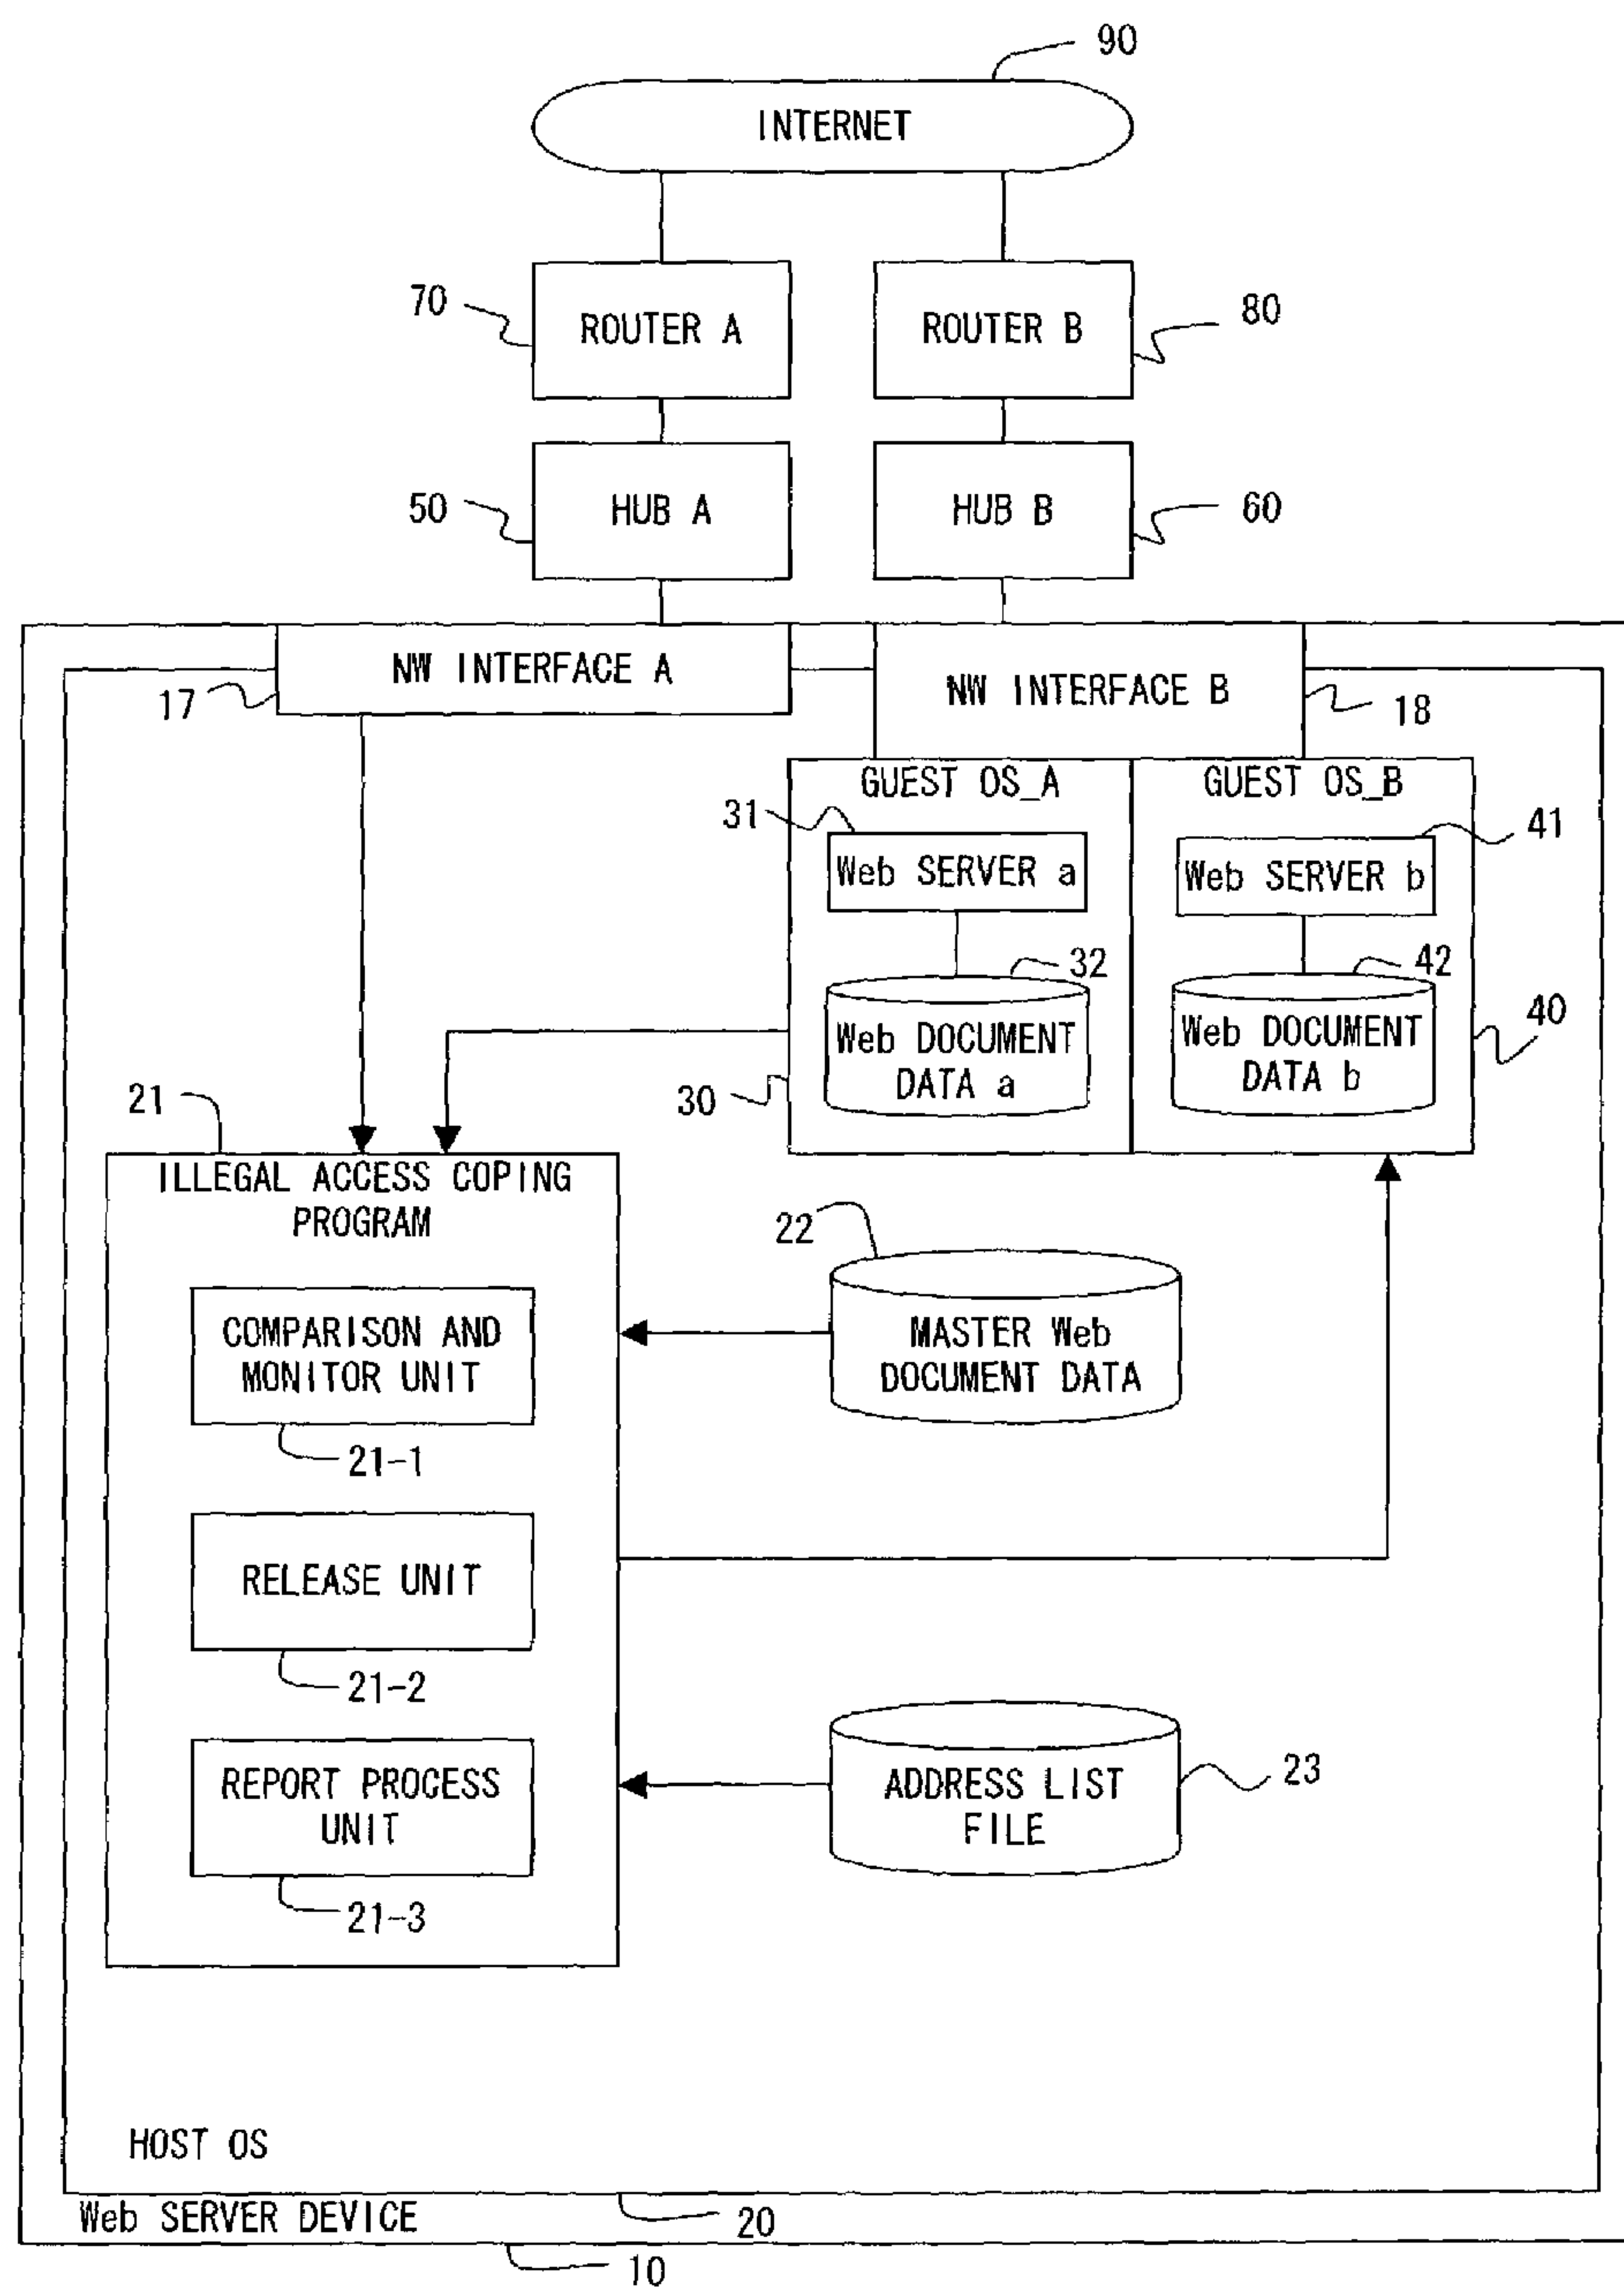 90
INTERNET
70
ROUTER A
ROUTER B
80
50
HUB A
HUB B
60
NW INTERFACE A
17
NW INTERFACE B
18
GUEST OS_A
GUEST OS_B
31
41
Web SERVER a
Web SERVER b
32
42
Web DOCUMENT
DATA a
Web DOCUMENT
DATA b
30
40
21
ILLEGAL ACCESS COPING
PROGRAM
22
COMPARISON AND
MONITOR UNIT
21-1
MASTER Web
DOCUMENT DATA
RELEASE UNIT
21-2
REPORT PROCESS
UNIT
21-3
ADDRESS LIST
FILE
23
HOST OS
Web SERVER DEVICE
20
10